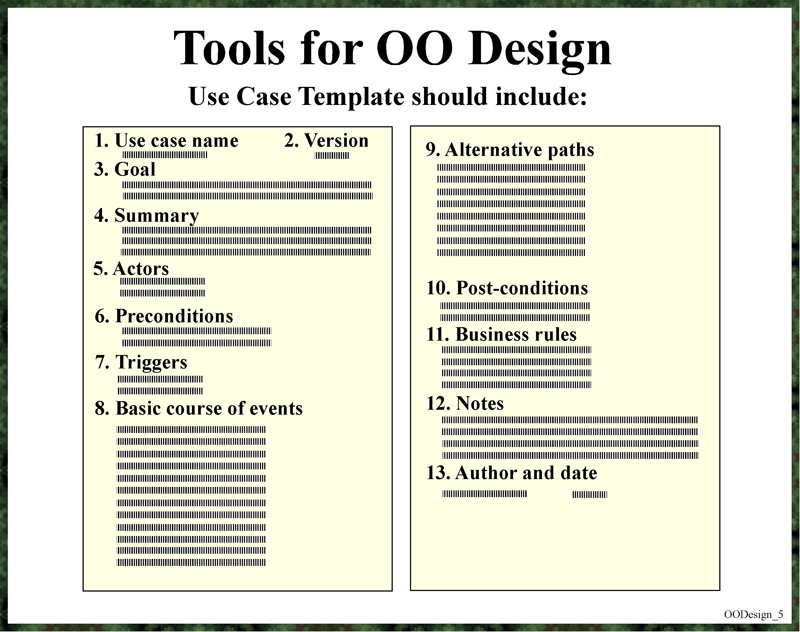 Tools for OO Design
Use Case Template should include:
1. Use case name 2. Version
3. Goal
4. Summary
5. Actors
6. Preconditions
7. Triggers
8. Basic course of events
9. Alternative paths
10. Post-conditions
11. Business rules
12. Notes
13. Author and date
OODesign_5